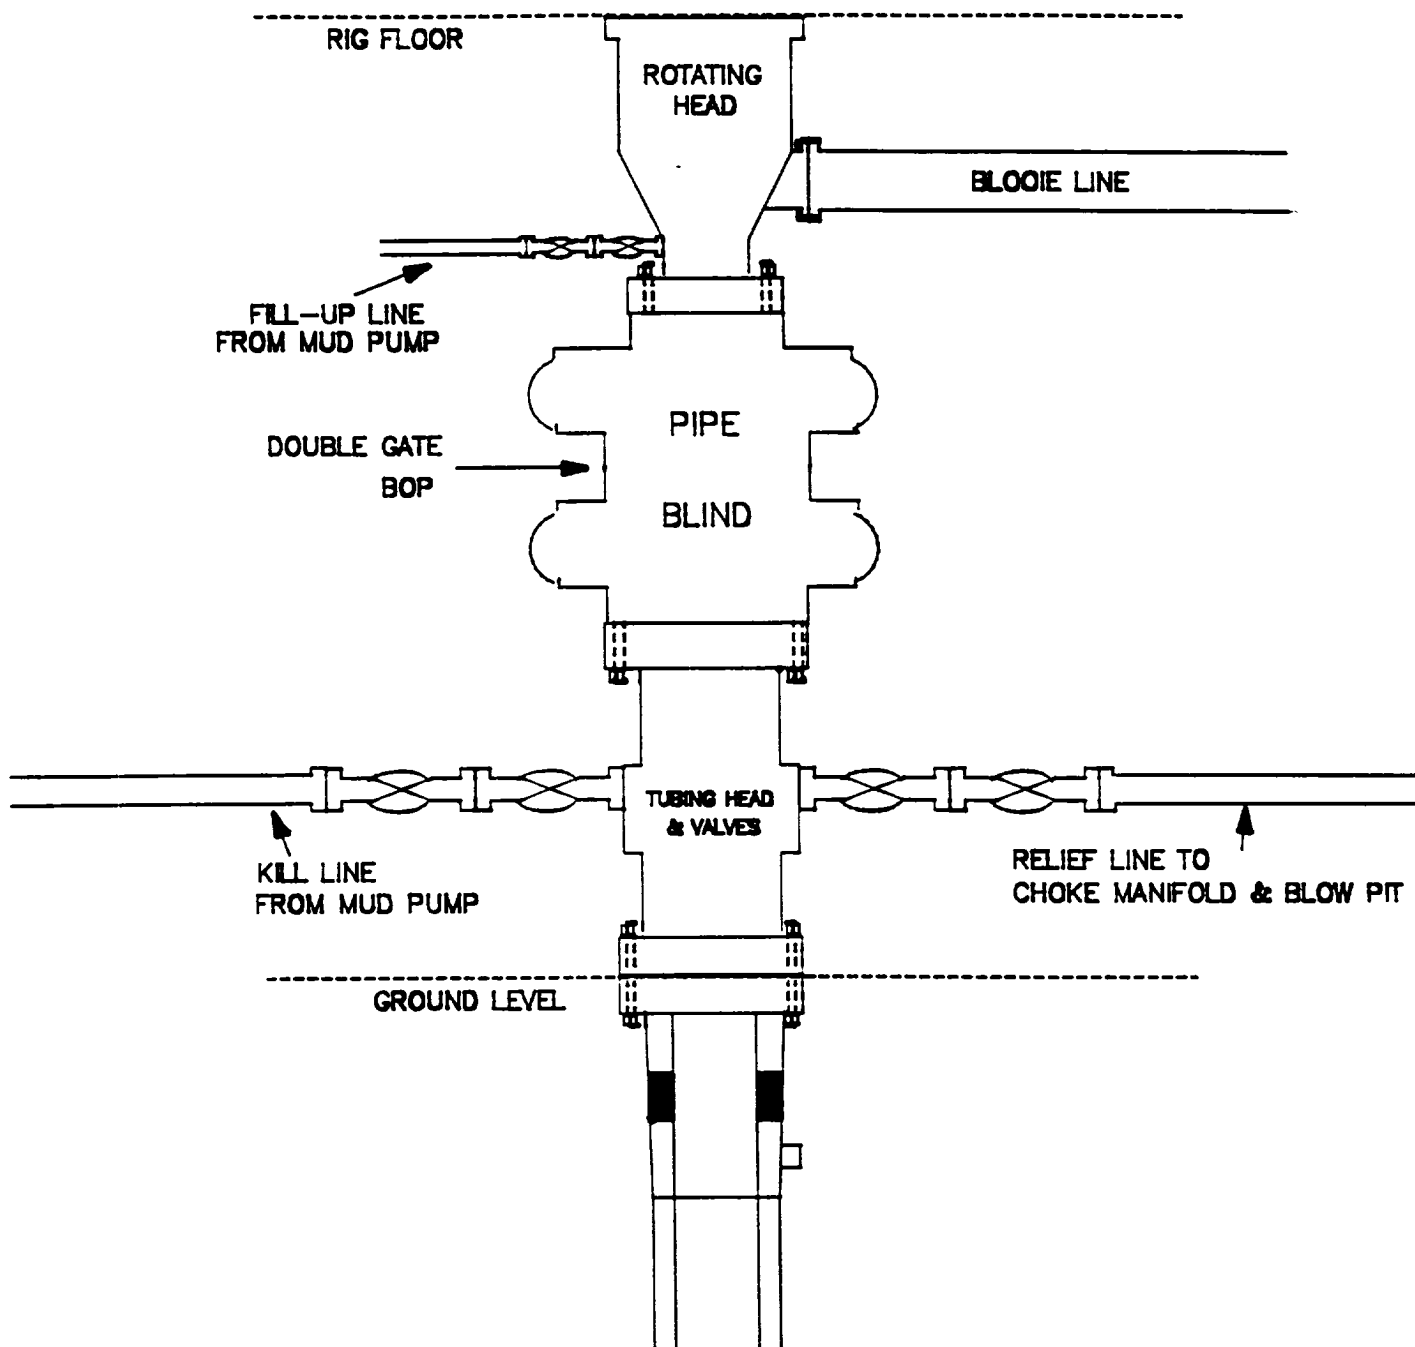 RIG FLOOR
ROTATING
HEAD
BLOOIE LINE
FILL-UP LINE
FROM MUD PUMP
PIPE
DOUBLE GATE
BOP
BLIND
TUBING HEAD
& VALVES
KILL LINE
FROM MUD PUMP
RELIEF LINE TO
CHOKE MANIFOLD & BLOW PIT
GROUND LEVEL